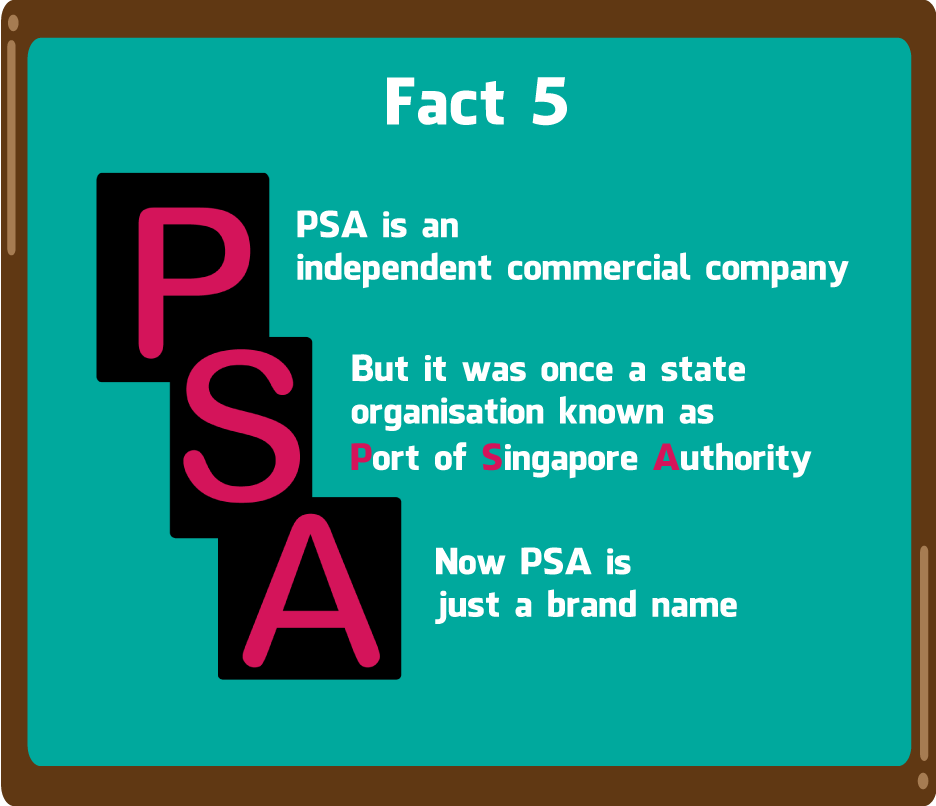 Fact 5
P
PSA is an
independent commercial company
S
But it was once a state
organisation known as
Port of Singapore Authority
A
Now PSA is
just a brand name